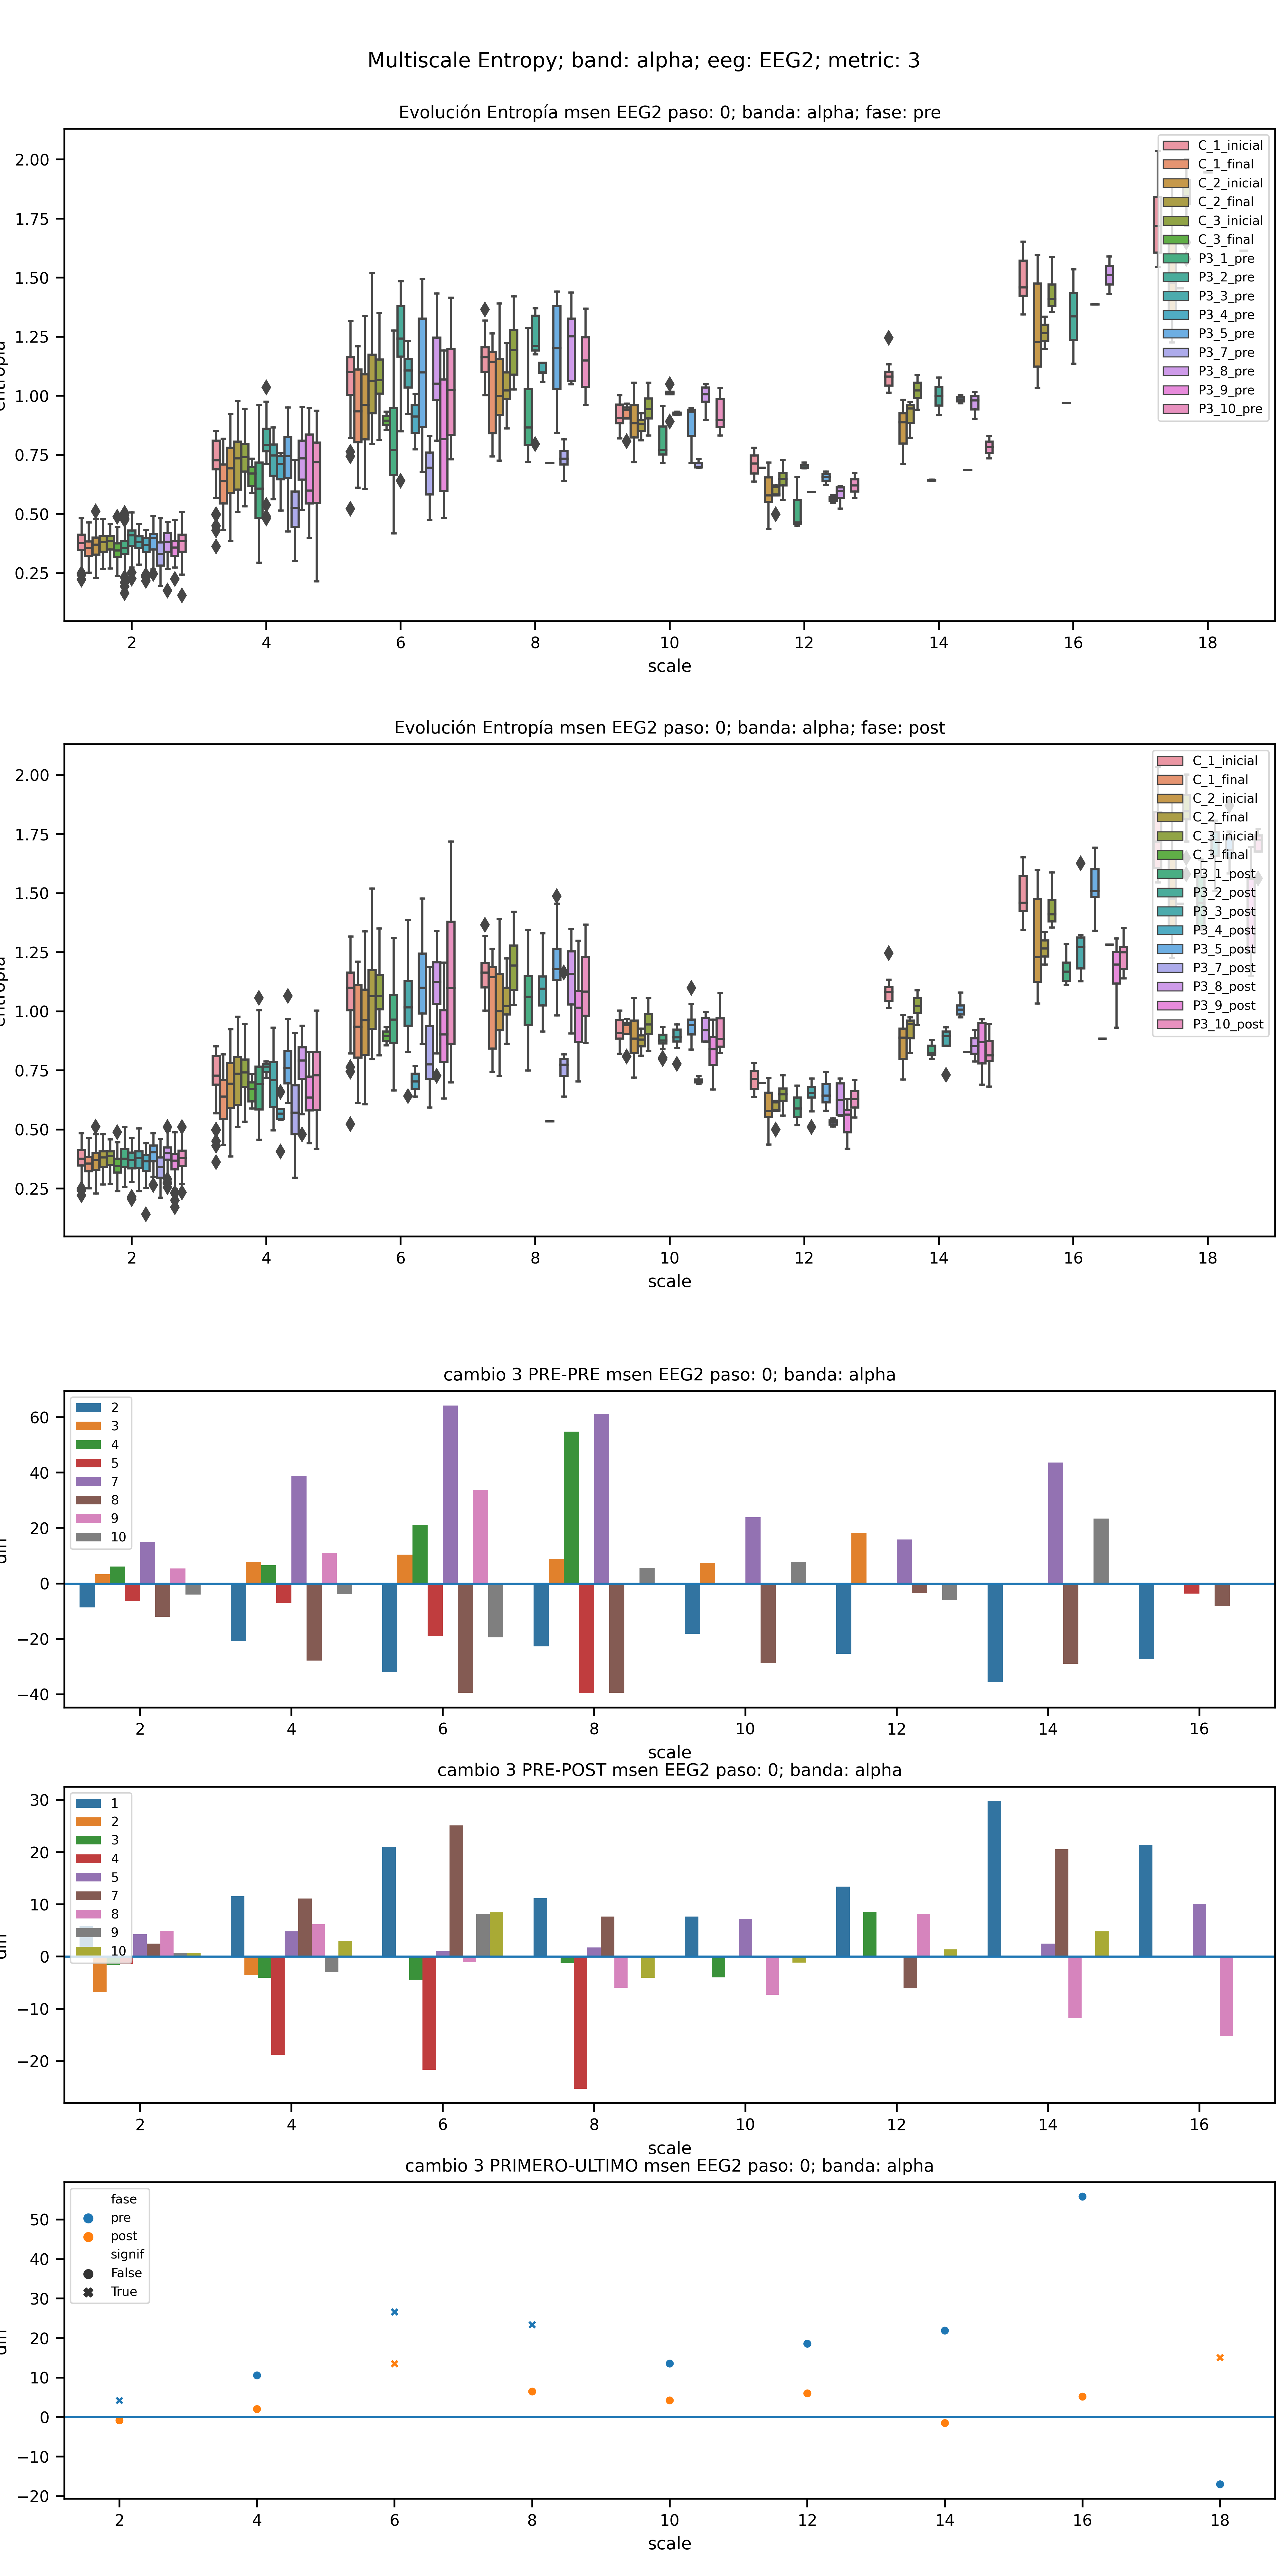 Multiscale Entropy; band: alpha; eeg: EEG2; metric: 3
Evolución Entropía msen EEG2 paso: 0; banda: alpha; fase: pre
2.00
1.75
1.50
1.25
1.00
0.75
0.50
0.25
C_1_inicial
C_1_final
C_2_inicial
C_2_final
C_3_inicial
C_3_final
P3_1_pre
P3_2_pre
P3_3_pre
P3_4_pre
P3_5_pre
P3_7_pre
P3_8_pre
P3_9_pre
P3_10_pre
2 4 6 8 10 12 14 16 18
scale
Evolución Entropía msen EEG2 paso: 0; banda: alpha; fase: post
2.00
1.75
1.50
1.25
1.00
0.75
0.50
0.25
C_1_inicial
C_1_final
C_2_inicial
C_2_final
C_3_inicial
C_3_final
P3_1_post
P3_2_post
P3_3_post
P3_4_post
P3_5_post
P3_7_post
P3_8_post
P3_9_post
P3_10_post
2 4 6 8 10 12 14 16 18
scale
cambio 3 PRE-PRE msen EEG2 paso: 0; banda: alpha
60
40
20
0
−20
−40
2
3
4
5
7
8
9
10
2 4 6 8 10 12 14 16
scale
cambio 3 PRE-POST msen EEG2 paso: 0; banda: alpha
30
20
10
0
−10
−20
1
2
3
4
5
7
8
9
10
2 4 6 8 10 12 14 16
scale
cambio 3 PRIMERO-ULTIMO msen EEG2 paso: 0; banda: alpha
50
40
30
20
10
0
−10
−20
fase
pre
post
signif
False
True
2 4 6 8 10 12 14 16 18
scale